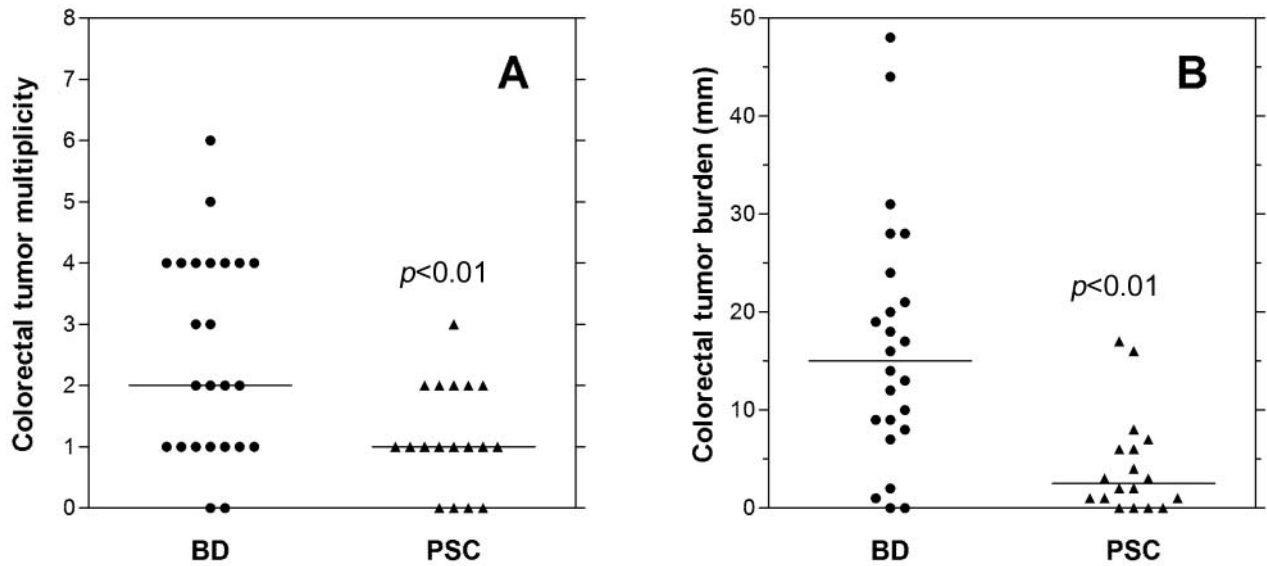 A
Colorectal tumor multiplicity
8
7
6
5
4
3
2
1
0
p<0.01
BD
PSC
B
Colorectal tumor burden (mm)
50
40
30
20
10
0
p<0.01
BD
PSC